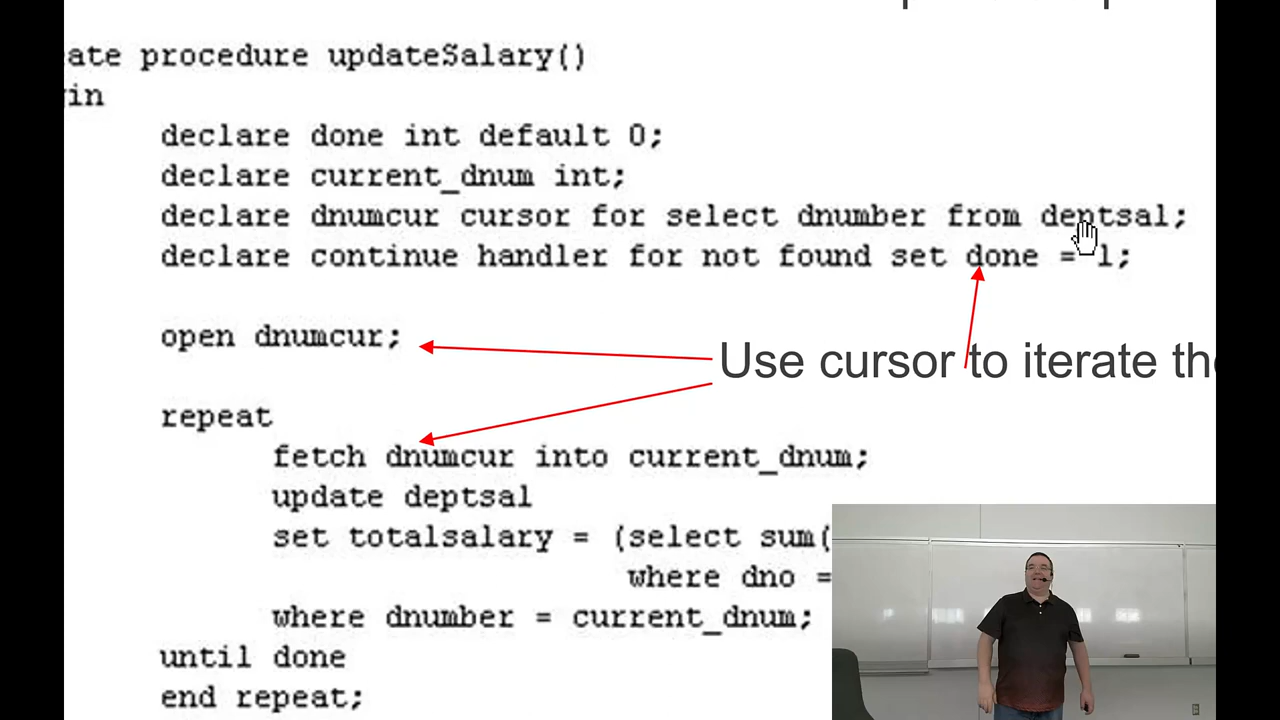 ate procedure updateSalary()
in
declare done int default 0;
declare current_dnum int;
declare dnumcur cursor for select dnumber from deptsal;
declare continue handler for not found set done = 1;
open dnumcur;
Use cursor to iterate the
repeat
fetch dnumcur into current_dnum;
update deptsal
set totalsalary = (select sum(
where dno =
where dnumber = current_dnum;
until done
end repeat;